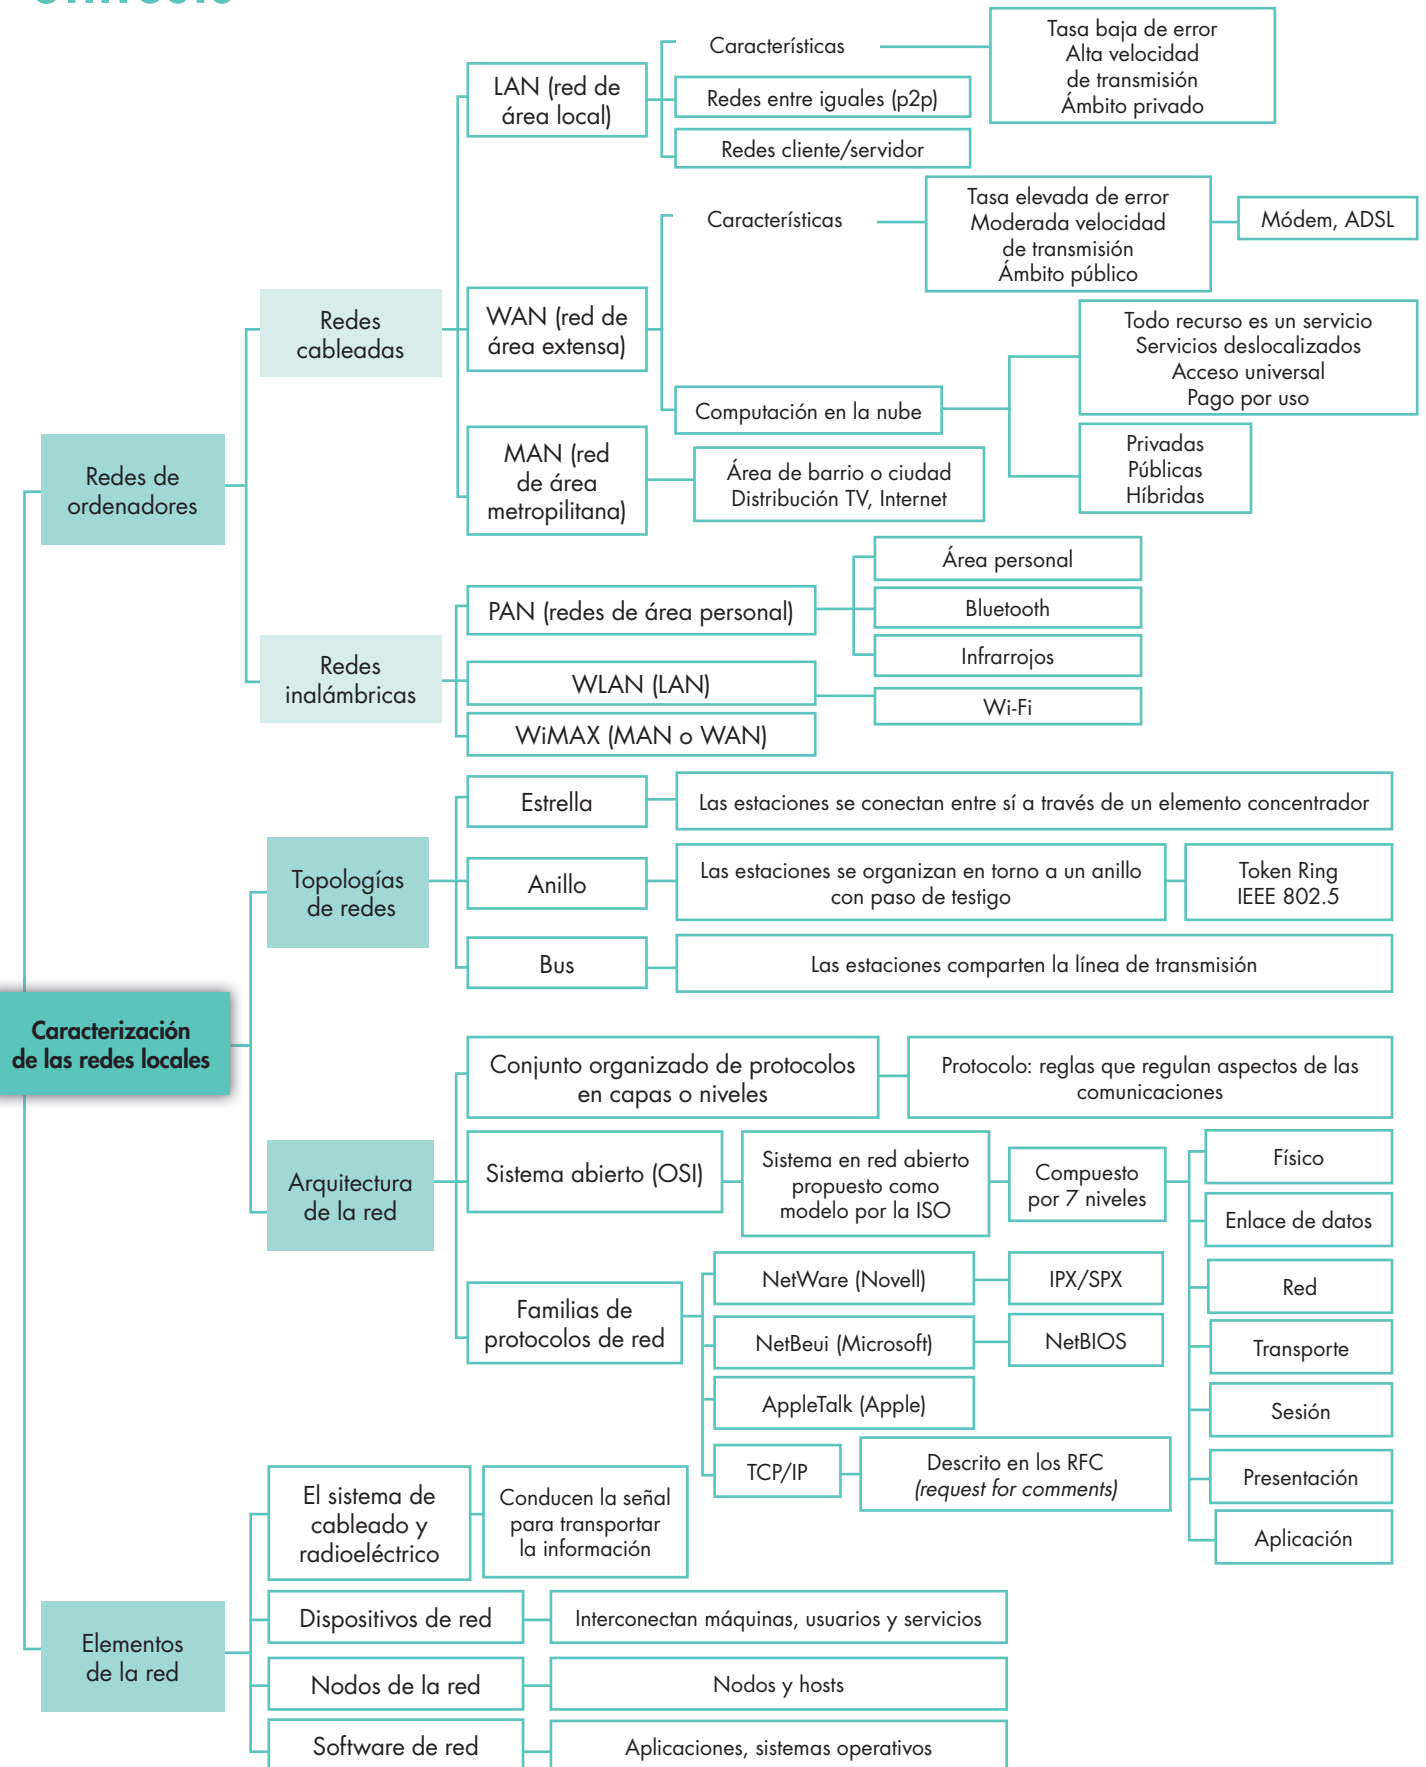 LAN (red de
área local)
Características
Tasa baja de error
Alta velocidad
de transmisión
Ámbito privado
Redes entre iguales (p2p)
Redes cliente/servidor
Redes
cableadas
WAN (red de
área extensa)
Características
Tasa elevada de error
Moderada velocidad
de transmisión
Ámbito público
Módem, ADSL
Computación en la nube
Todo recurso es un servicio
Servicios deslocalizados
Acceso universal
Pago por uso
Privadas
Públicas
Híbridas
MAN (red
de área
metropilitana)
Área de barrio o ciudad
Distribución TV, Internet
Redes de
ordenadores
Redes
inalámbricas
PAN (redes de área personal)
Área personal
Bluetooth
Infrarrojos
WLAN (LAN)
Wi-Fi
WiMAX (MAN o WAN)
Topologías
de redes
Estrella
Las estaciones se conectan entre sí a través de un elemento concentrador
Anillo
Las estaciones se organizan en torno a un anillo
con paso de testigo
Token Ring
IEEE 802.5
Bus
Las estaciones comparten la línea de transmisión
Caracterización
de las redes locales
Arquitectura
de la red
Conjunto organizado de protocolos
en capas o niveles
Protocolo: reglas que regulan aspectos de las
comunicaciones
Sistema abierto (OSI)
Sistema en red abierto
propuesto como
modelo por la ISO
Compuesto
por 7 niveles
Físico
Enlace de datos
Red
Transporte
Sesión
Presentación
Aplicación
Familias de
protocolos de red
NetWare (Novell)
IPX/SPX
NetBeui (Microsoft)
NetBIOS
AppleTalk (Apple)
TCP/IP
Descrito en los RFC
(request for comments)
Elementos
de la red
El sistema de
cableado y
radioeléctrico
Conducen la señal
para transportar
la información
Dispositivos de red
Interconectan máquinas, usuarios y servicios
Nodos de la red
Nodos y hosts
Software de red
Aplicaciones, sistemas operativos